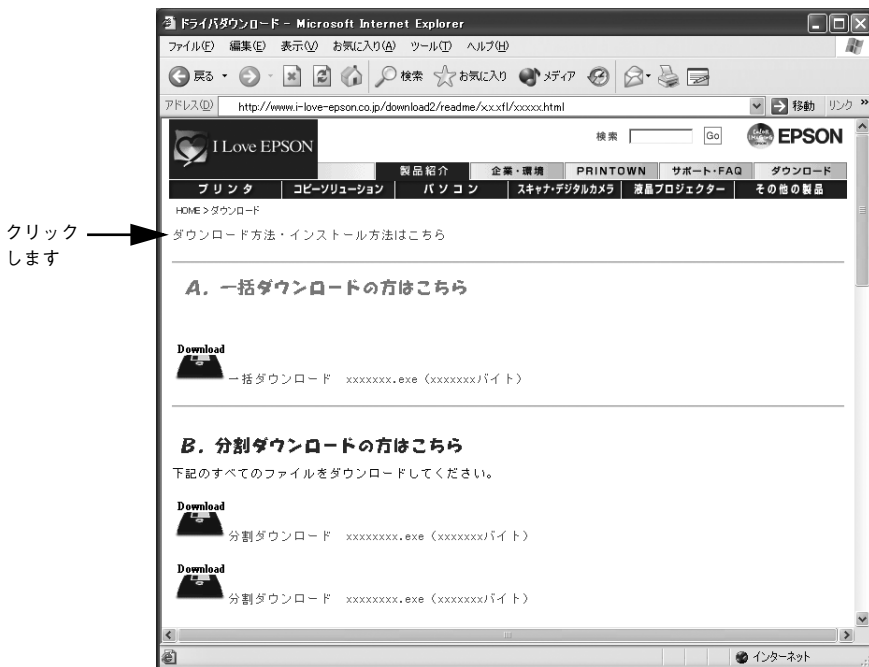 ドライバダウンロード - Microsoft Internet Explorer
ファイル(F) 編集(E) 表示(V) お気に入り(A) ツール(T) ヘルプ(H)
戻る 検索 お気に入り メディア
アドレス(D) http://www.i-love-epson.co.jp/download2/readme/xxxfl/xxxxx.html 移動 リンク »
I Love EPSON
検索 Go EPSON
製品紹介 企業・環境 PRINTOWN サポート・FAQ ダウンロード
プリンタ コピーソリューション パソコン スキャナ・デジタルカメラ 液晶プロジェクター その他の製品
HOME > ダウンロード
クリック
します
ダウンロード方法・インストール方法はこちら
A. 一括ダウンロードの方はこちら
Download
一括ダウンロード xxxxxxx.exe (xxxxxxxバイト)
B. 分割ダウンロードの方はこちら
下記のすべてのファイルをダウンロードしてください。
Download
分割ダウンロード xxxxxxxx.exe (xxxxxxxバイト)
Download
分割ダウンロード xxxxxxxx.exe (xxxxxxxバイト)
インターネット